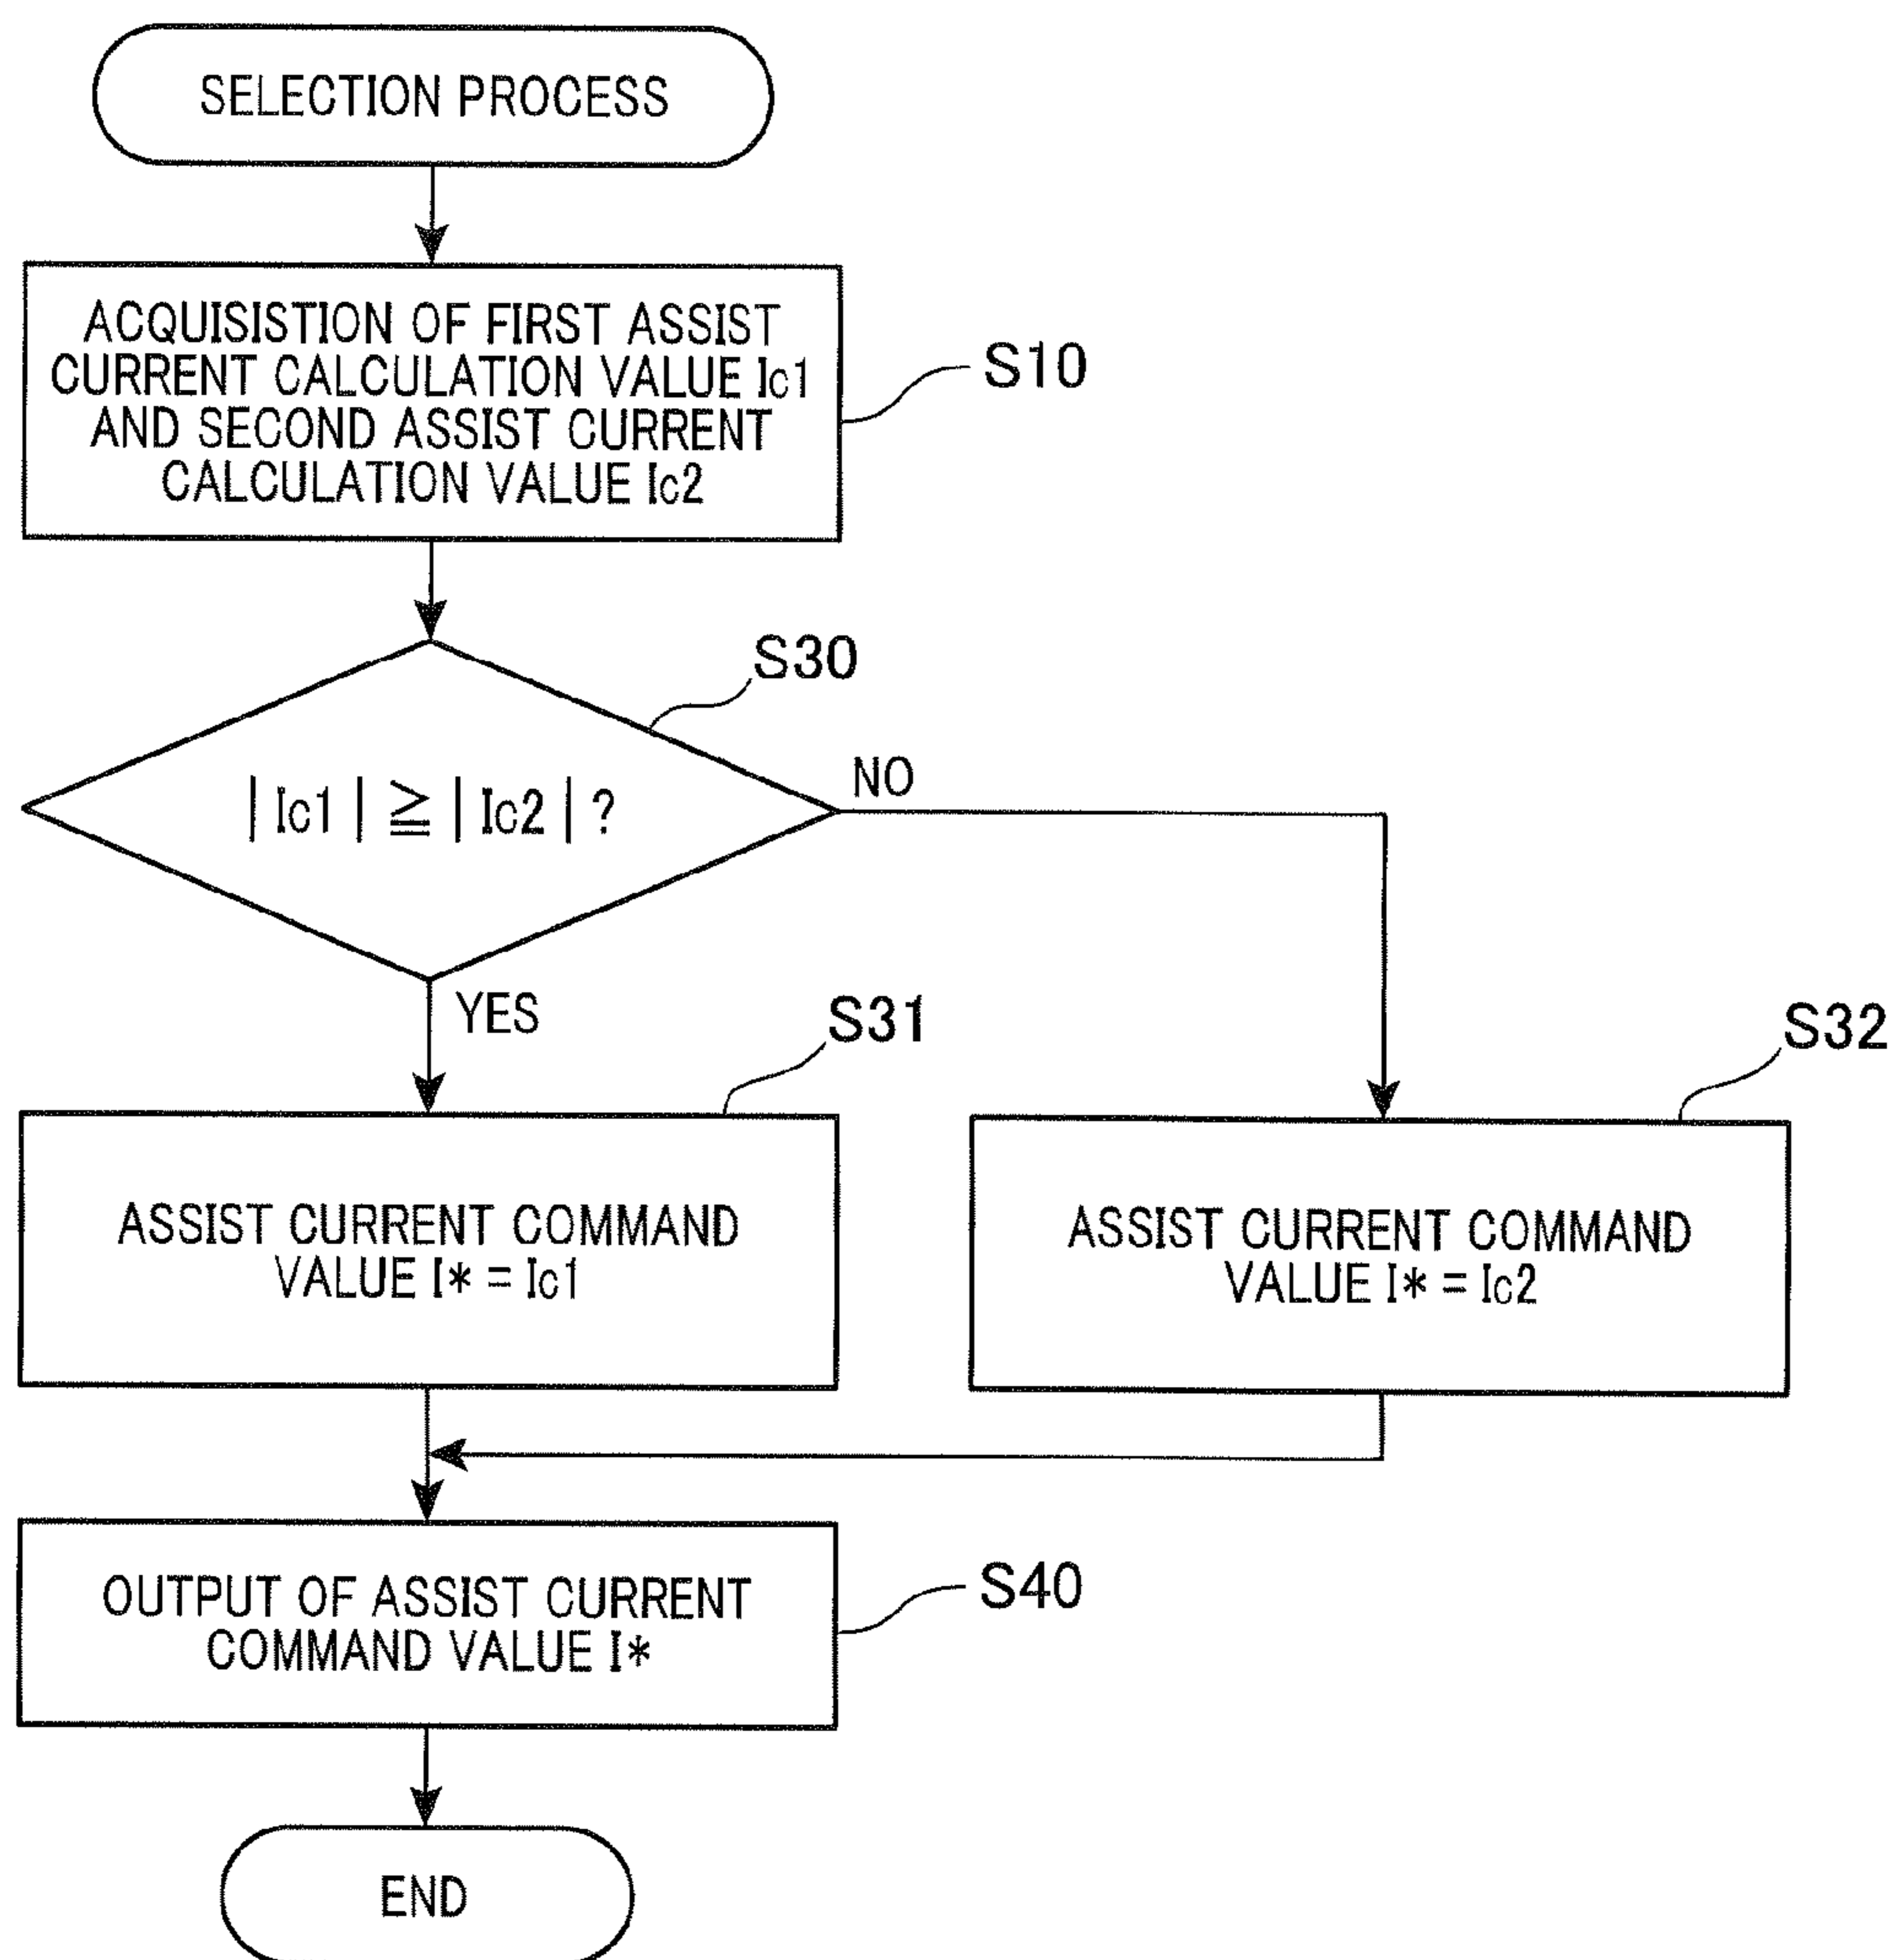 SELECTION PROCESS
ACQUISISTION OF FIRST ASSIST
CURRENT CALCULATION VALUE Ic1
AND SECOND ASSIST CURRENT
CALCULATION VALUE Ic2
S10
S30
| Ic1 | ≧ | Ic2 | ?
NO
YES
S31
S32
ASSIST CURRENT COMMAND
VALUE I* = Ic1
ASSIST CURRENT COMMAND
VALUE I* = Ic2
OUTPUT OF ASSIST CURRENT
COMMAND VALUE I*
S40
END